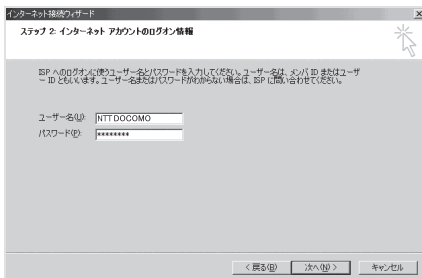 インターネット接続ウィザード
ステップ 2: インターネット アカウントのログオン情報
ISP へのログオンに使うユーザー名とパスワードを入力してください。ユーザー名は、メンバ ID またはユーザ
ー ID ともいいます。ユーザー名またはパスワードがわからない場合は、ISP に問い合わせてください。
ユーザー名(U): NTT DOCOMO
パスワード(P): ********
< 戻る(B) 次へ(N) > キャンセル